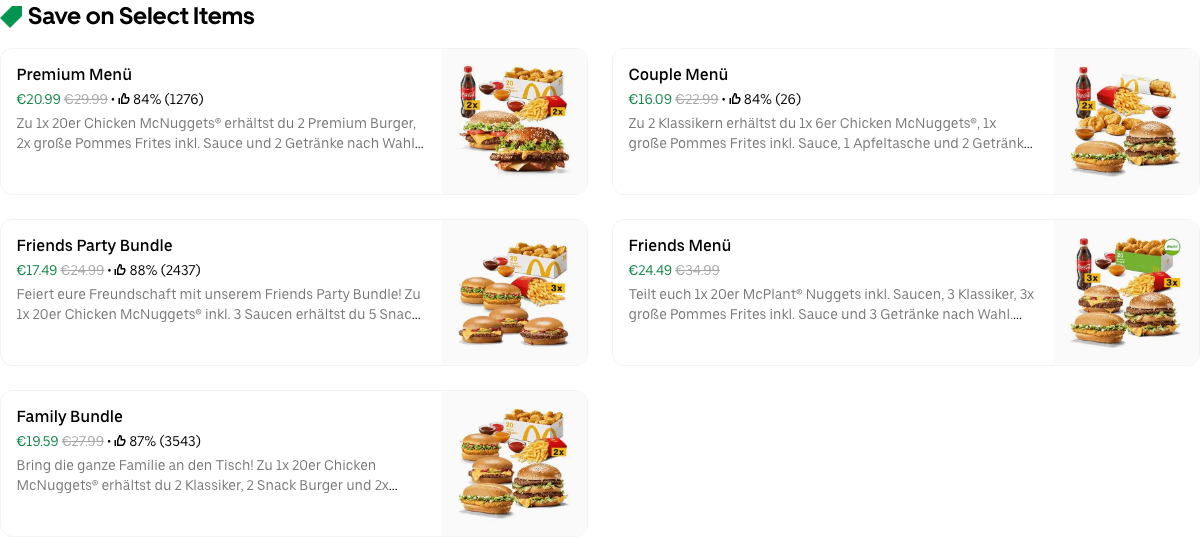 Save on Select Items
Premium Menü
€20.99 €29.99 • 84% (1276)
Zu 1x 20er Chicken McNuggets® erhältst du 2 Premium Burger,
2x große Pommes Frites inkl. Sauce und 2 Getränke nach Wahl...
2x
20
2x
Couple Menü
€16.09 €22.99 • 84% (26)
Zu 2 Klassikern erhältst du 1x 6er Chicken McNuggets®, 1x
große Pommes Frites inkl. Sauce, 1 Apfeltasche und 2 Getränk...
2x
Friends Party Bundle
€17.49 €24.99 • 88% (2437)
Feiert eure Freundschaft mit unserem Friends Party Bundle! Zu
1x 20er Chicken McNuggets® inkl. 3 Saucen erhältst du 5 Snac...
20
3x
Friends Menü
€24.49 €34.99
Teilt euch 1x 20er McPlant® Nuggets inkl. Saucen, 3 Klassiker, 3x
große Pommes Frites inkl. Sauce und 3 Getränke nach Wahl....
3x
20
3x
Family Bundle
€19.59 €27.99 • 87% (3543)
Bring die ganze Familie an den Tisch! Zu 1x 20er Chicken
McNuggets® erhältst du 2 Klassiker, 2 Snack Burger und 2x...
20
2x